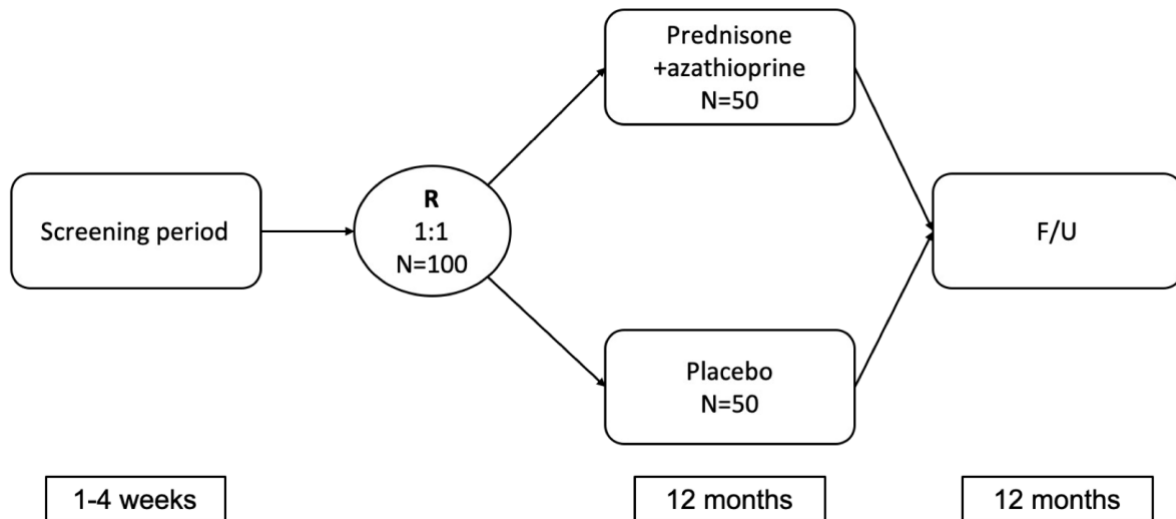 Screening period
R
1:1
N=100
Prednisone
+azathioprine
N=50
Placebo
N=50
F/U
1-4 weeks
12 months
12 months